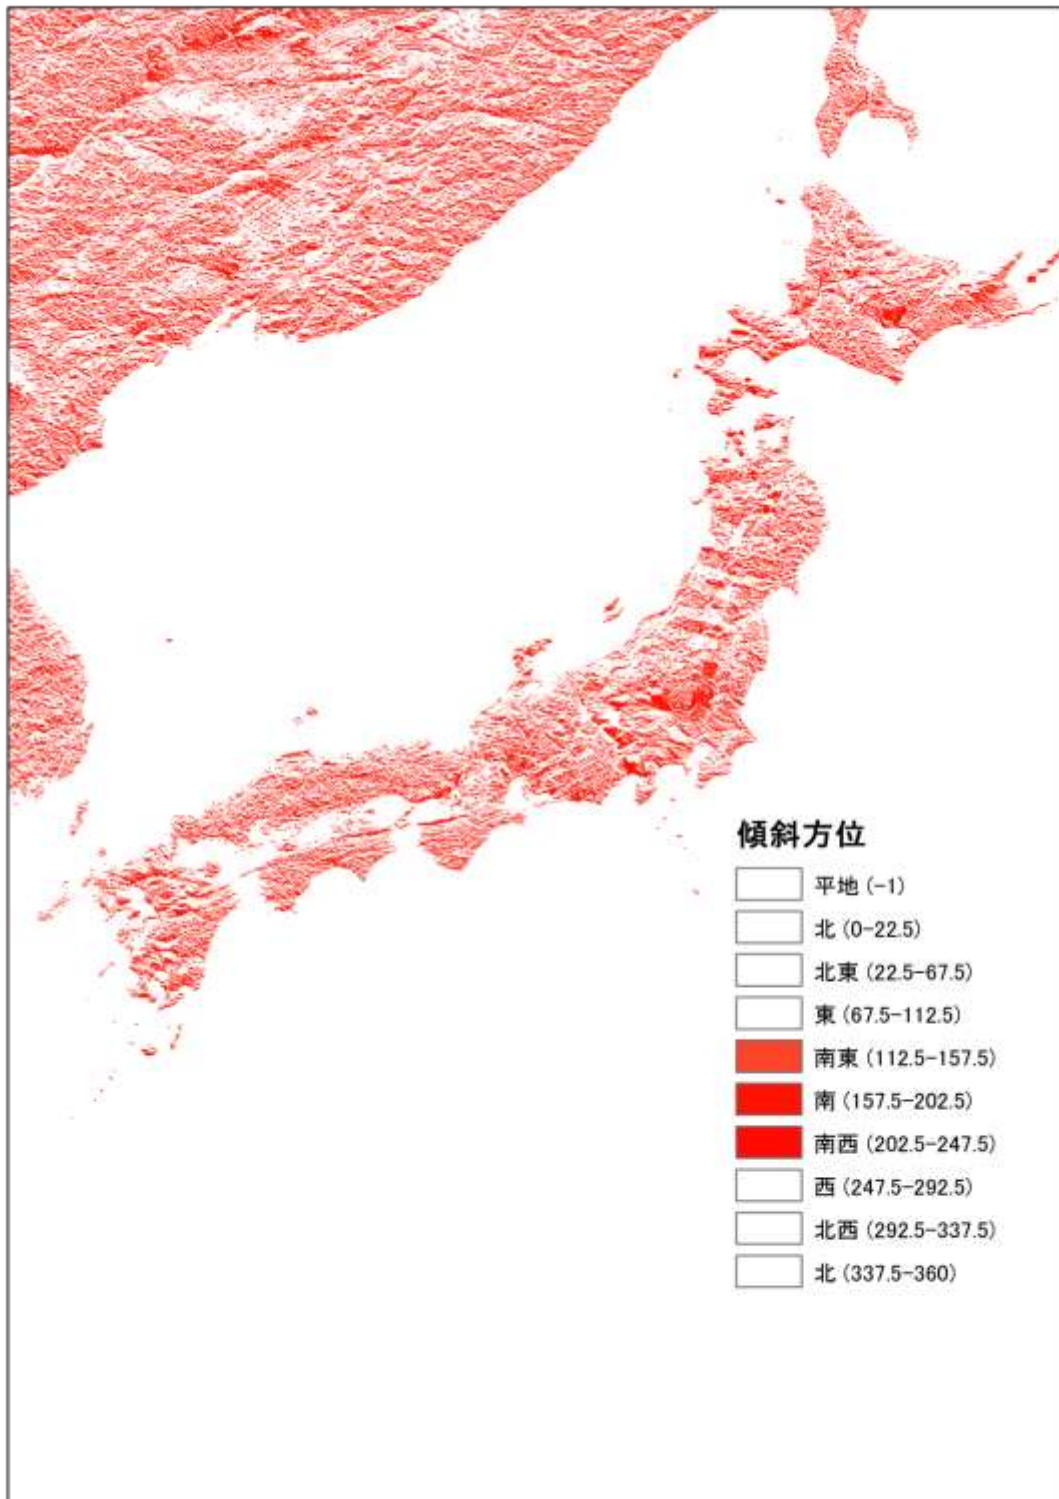 傾斜方位
平地 (-1)
北 (0-22.5)
北東 (22.5-67.5)
東 (67.5-112.5)
南東 (112.5-157.5)
南 (157.5-202.5)
南西 (202.5-247.5)
西 (247.5-292.5)
北西 (292.5-337.5)
北 (337.5-360)